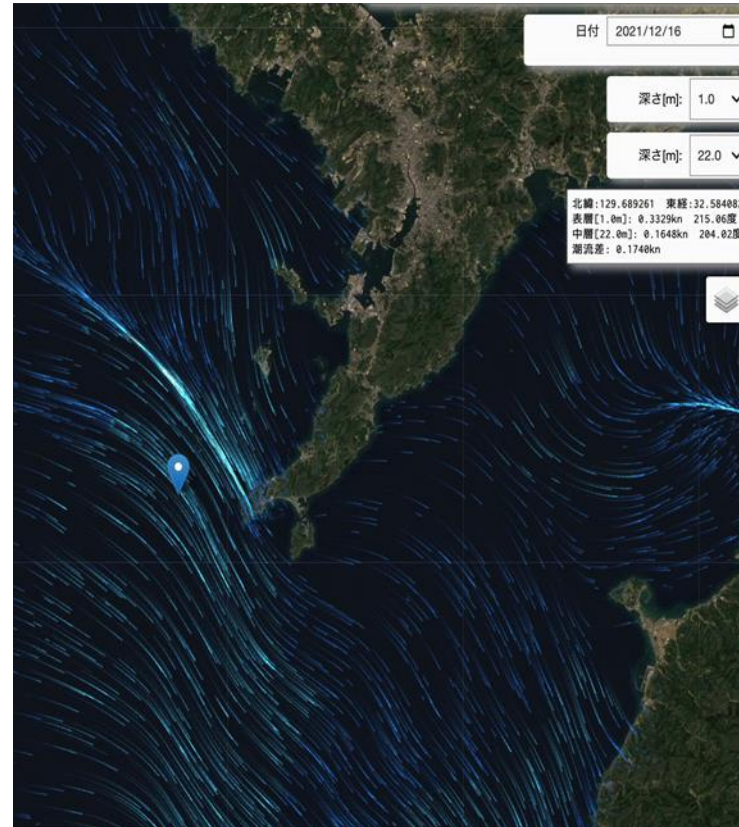 日付 2021/12/16
深さ[m]: 1.0
深さ[m]: 22.0
北緯:129.689261 東経:32.584082
表層[1.0m]: 0.3329kn 215.06度
中層[22.0m]: 0.1648kn 204.02度
潮流差: 0.1740kn